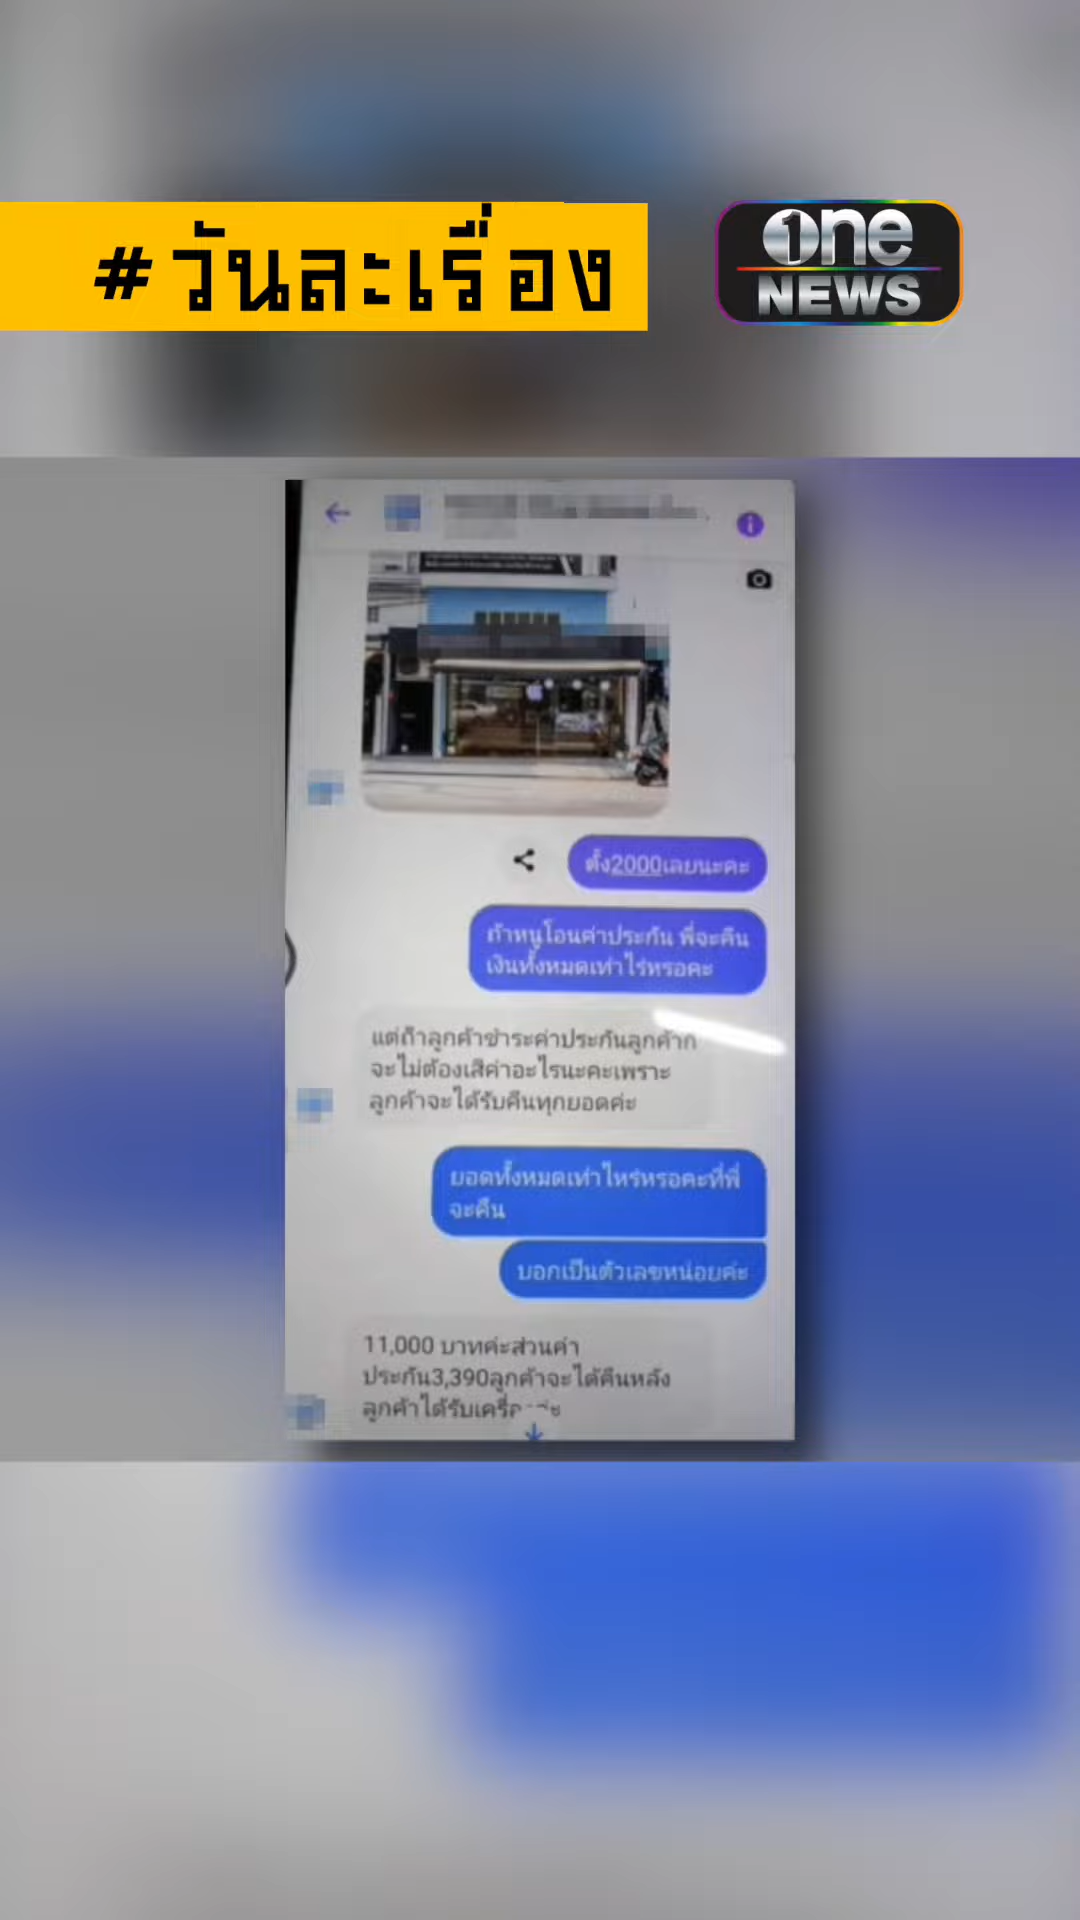 #วันละเรื่อง
one
NEWS
ตั้ง2000เลยนะคะ
ถ้าหนูโอนค่าประกัน พี่จะคืน
เงินทั้งหมดเท่าไร่หรอคะ
แต่ถ้าลูกค้าชำระค่าประกันลูกค้าก็
จะไม่ต้องเสีค่าอะไรนะคะเพราะ
ลูกค้าจะได้รับคืนทุกยอดค่ะ
ยอดทั้งหมดเท่าไหร่หรอคะที่พี่
จะคืน
บอกเป็นตัวเลขหน่อยค่ะ
11,000 บาทค่ะส่วนค่า
ประกัน3,390ลูกค้าจะได้คืนหลัง
ลูกค้าได้รับ